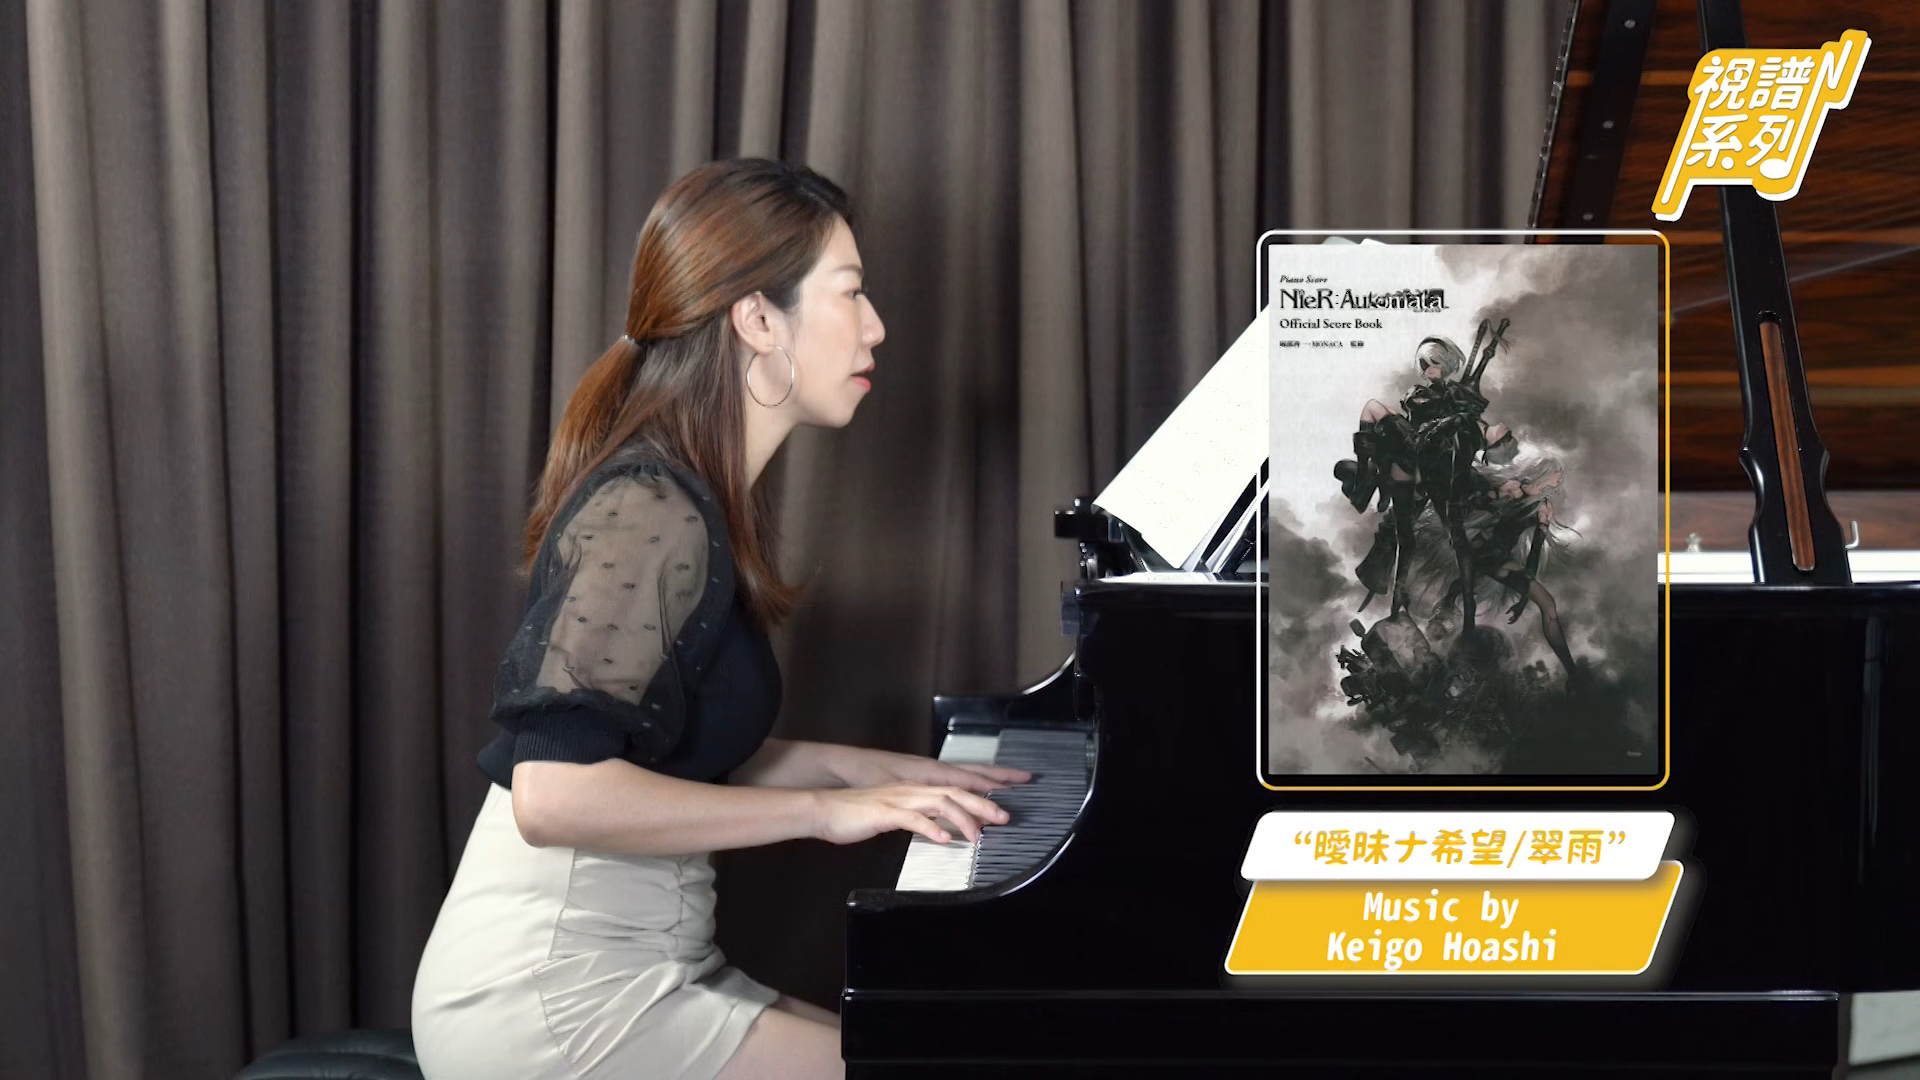 視譜
系列
Piano Score
NieR:Automata
Official Score Book
“曖昧ナ希望/翠雨”
Music by
Keigo Hoashi